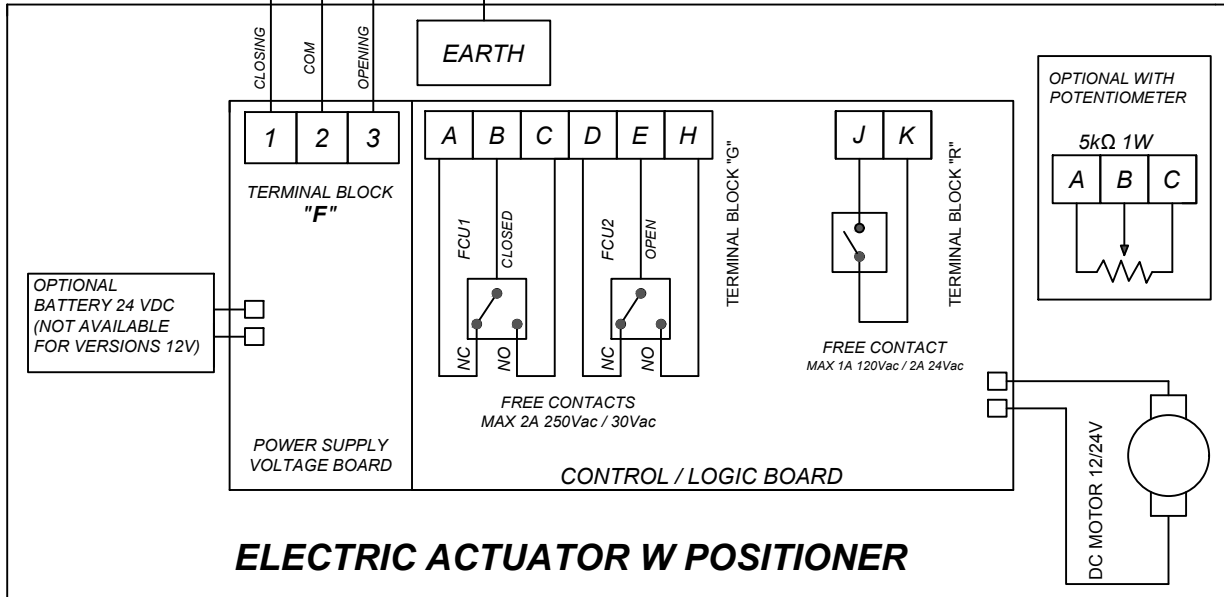 CLOSING
COM
OPENING
EARTH
1 2 3
TERMINAL BLOCK
"F"
A B C D E H
J K
TERMINAL BLOCK "G"
TERMINAL BLOCK "R"
FCU1
CLOSED
FCU2
OPEN
NC
NO
NC
NO
FREE CONTACTS
MAX 2A 250Vac / 30Vac
FREE CONTACT
MAX 1A 120Vac / 2A 24Vac
OPTIONAL WITH
POTENTIOMETER
5kΩ 1W
A B C
OPTIONAL
BATTERY 24 VDC
(NOT AVAILABLE
FOR VERSIONS 12V)
POWER SUPPLY
VOLTAGE BOARD
CONTROL / LOGIC BOARD
DC MOTOR 12/24V
ELECTRIC ACTUATOR W POSITIONER